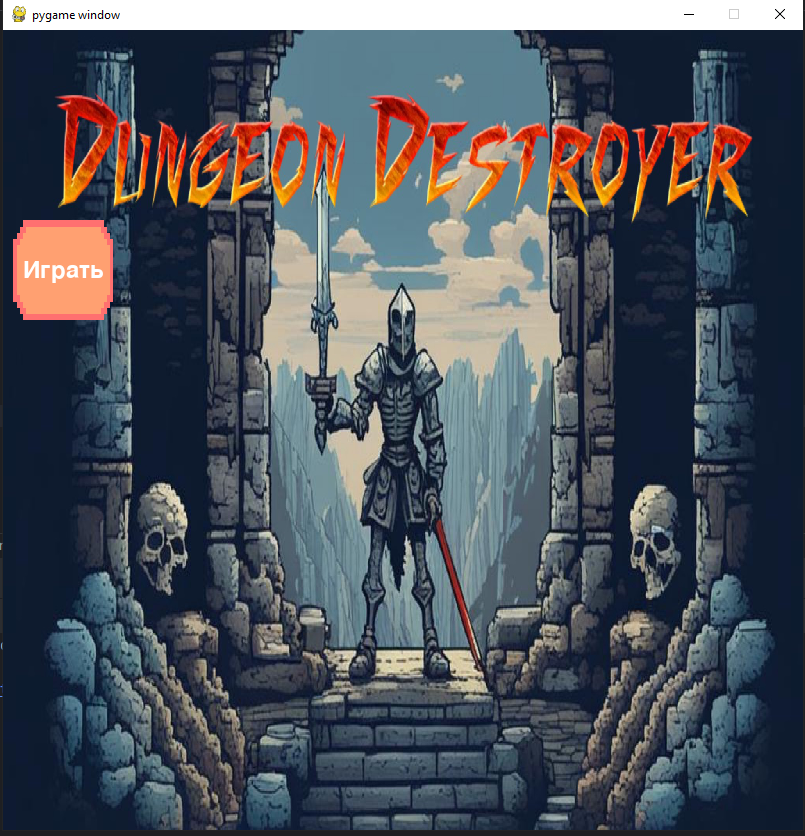 pygame window
Dungeon Destroyer
Играть